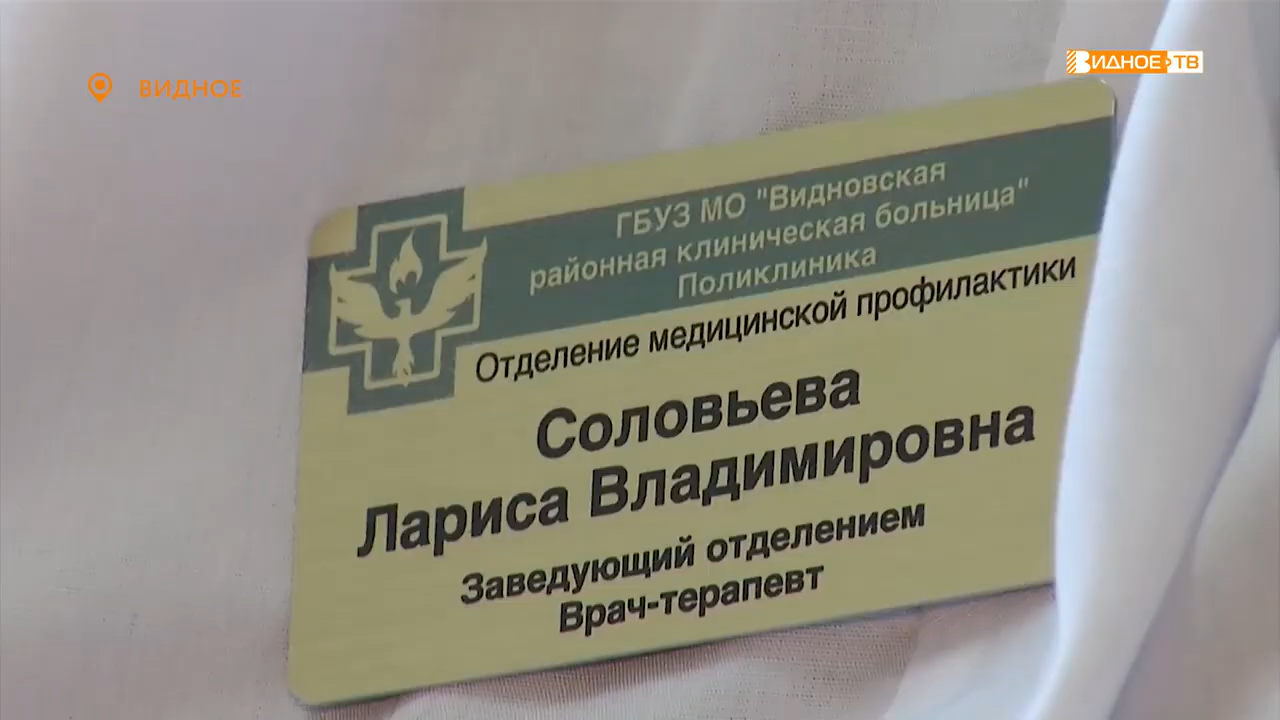 ВИДНОЕ
ВИДНОЕ ТВ
ГБУЗ МО "Видновская
районная клиническая больница"
Поликлиника
Отделение медицинской профилактики
Соловьева
Лариса Владимировна
Заведующий отделением
Врач-терапевт